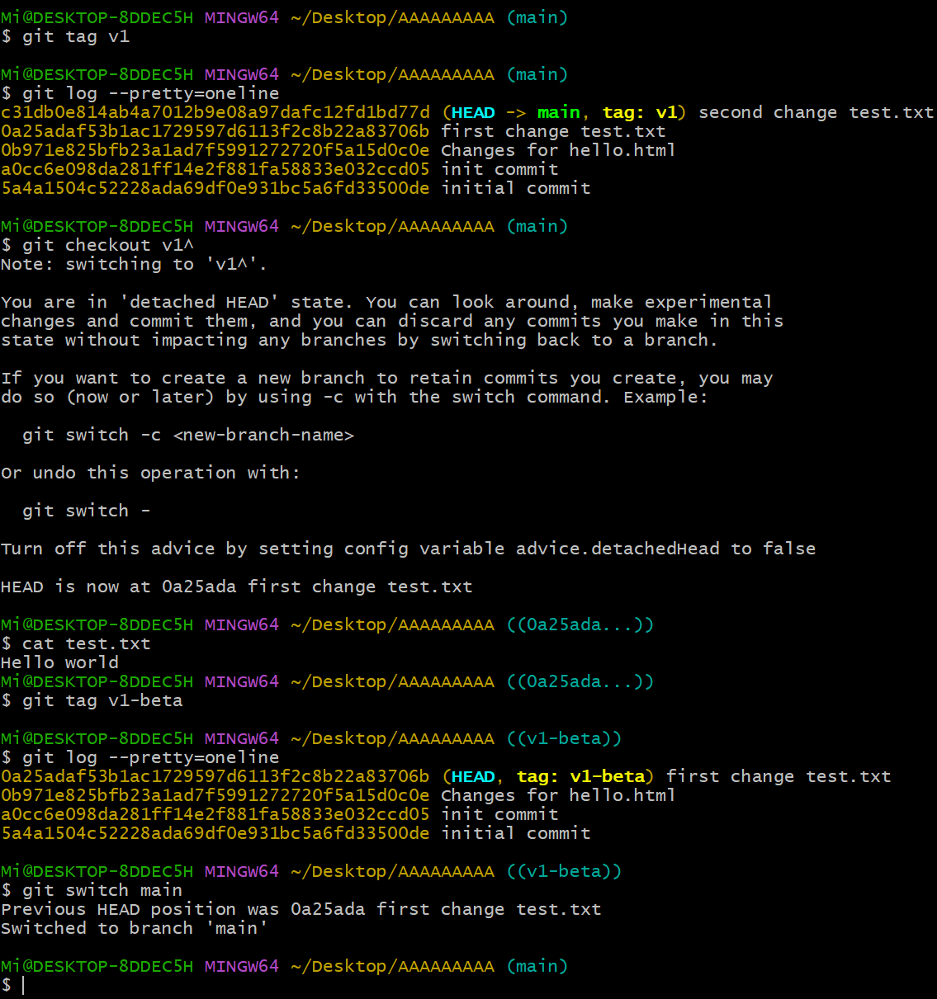 Mi@DESKTOP-8DDEC5H MINGW64 ~/Desktop/AAAAAAAAA (main)
$ git tag v1
Mi@DESKTOP-8DDEC5H MINGW64 ~/Desktop/AAAAAAAAA (main)
$ git log --pretty=oneline
c31db0e814ab4a7012b9e08a97dafc12fd1bd77d (HEAD -> main, tag: v1) second change test.txt
0a25adaf53b1ac1729597d6113f2c8b22a83706b first change test.txt
0b971e825bfb23a1ad7f5991272720f5a15d0c0e Changes for hello.html
a0cc6e098da281ff14e2f881fa58833e032ccd05 init commit
5a4a1504c52228ada69df0e931bc5a6fd33500de initial commit
Mi@DESKTOP-8DDEC5H MINGW64 ~/Desktop/AAAAAAAAA (main)
$ git checkout v1^
Note: switching to 'v1^'.
You are in 'detached HEAD' state. You can look around, make experimental
changes and commit them, and you can discard any commits you make in this
state without impacting any branches by switching back to a branch.
If you want to create a new branch to retain commits you create, you may
do so (now or later) by using -c with the switch command. Example:
git switch -c <new-branch-name>
Or undo this operation with:
git switch -
Turn off this advice by setting config variable advice.detachedHead to false
HEAD is now at 0a25ada first change test.txt
Mi@DESKTOP-8DDEC5H MINGW64 ~/Desktop/AAAAAAAAA ((0a25ada...))
$ cat test.txt
Hello world
Mi@DESKTOP-8DDEC5H MINGW64 ~/Desktop/AAAAAAAAA ((0a25ada...))
$ git tag v1-beta
Mi@DESKTOP-8DDEC5H MINGW64 ~/Desktop/AAAAAAAAA ((v1-beta))
$ git log --pretty=oneline
0a25adaf53b1ac1729597d6113f2c8b22a83706b (HEAD, tag: v1-beta) first change test.txt
0b971e825bfb23a1ad7f5991272720f5a15d0c0e Changes for hello.html
a0cc6e098da281ff14e2f881fa58833e032ccd05 init commit
5a4a1504c52228ada69df0e931bc5a6fd33500de initial commit
Mi@DESKTOP-8DDEC5H MINGW64 ~/Desktop/AAAAAAAAA ((v1-beta))
$ git switch main
Previous HEAD position was 0a25ada first change test.txt
Switched to branch 'main'
Mi@DESKTOP-8DDEC5H MINGW64 ~/Desktop/AAAAAAAAA (main)
$